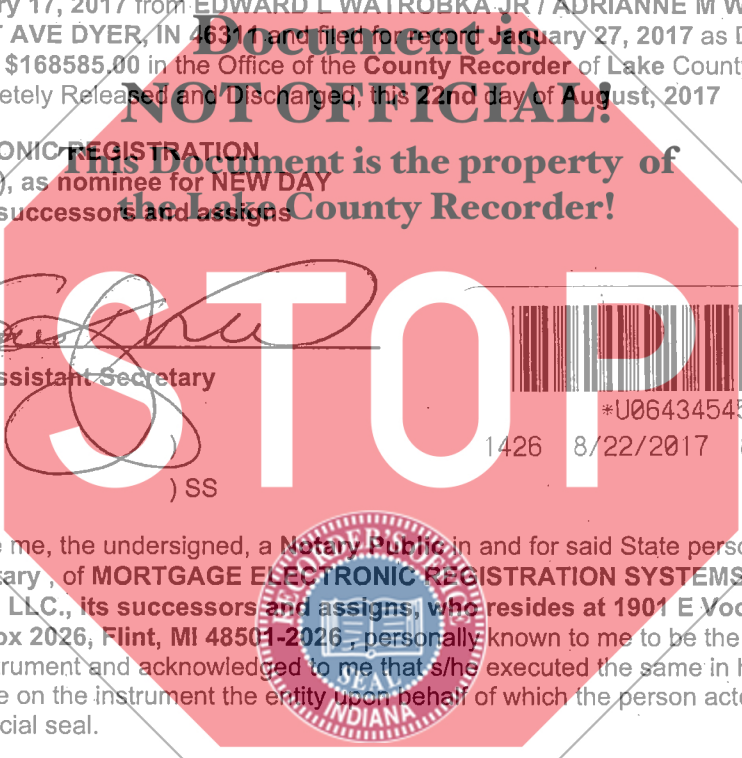 ry 17, 2017 from EDWARD L WATROBKA JR / ADRIANNE M W
T AVE DYER, IN 46311 and filed for record January 27, 2017 as D
$168585.00 in the Office of the County Recorder of Lake County
etely Released and Discharged, this 22nd day of August, 2017
Document is
NOT OFFICIAL!
This Document is the property of
the Lake County Recorder!
ONIC REGISTRATION
), as nominee for NEW DAY
successors and assigns
STOP
ssistant Secretary
*U06434545
1426 8/22/2017
)
) SS
e me, the undersigned, a Notary Public in and for said State perso
tary , of MORTGAGE ELECTRONIC REGISTRATION SYSTEMS
LLC., its successors and assigns, who resides at 1901 E Voo
ox 2026, Flint, MI 48501-2026 , personally known to me to be the
trument and acknowledged to me that s/he executed the same in h
e on the instrument the entity upon behalf of which the person acte
cial seal.
SEAL
INDIANA